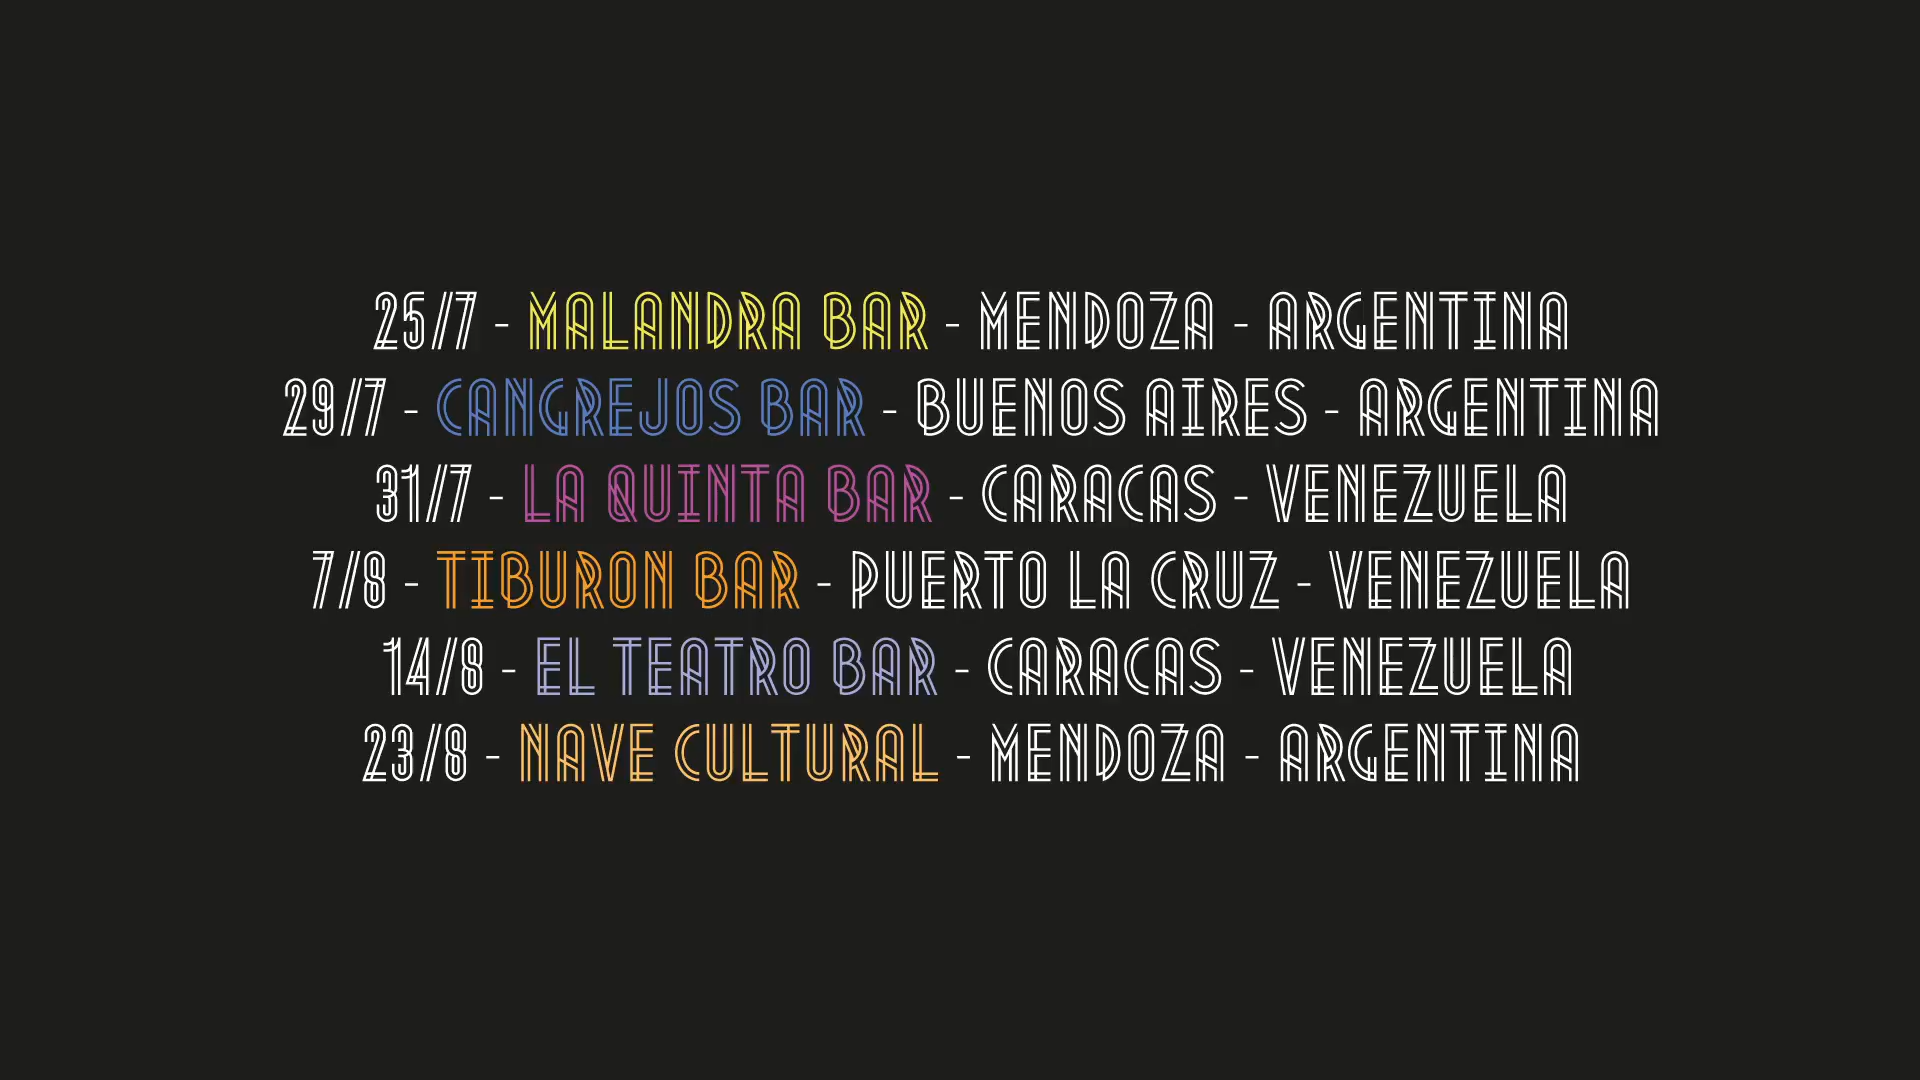 25/7 - MALANDRA BAR - MENDOZA - ARGENTINA
29/7 - CANGREJOS BAR - BUENOS AIRES - ARGENTINA
31/7 - LA QUINTA BAR - CARACAS - VENEZUELA
7/8 - TIBURON BAR - PUERTO LA CRUZ - VENEZUELA
14/8 - EL TEATRO BAR - CARACAS - VENEZUELA
23/8 - NAVE CULTURAL - MENDOZA - ARGENTINA